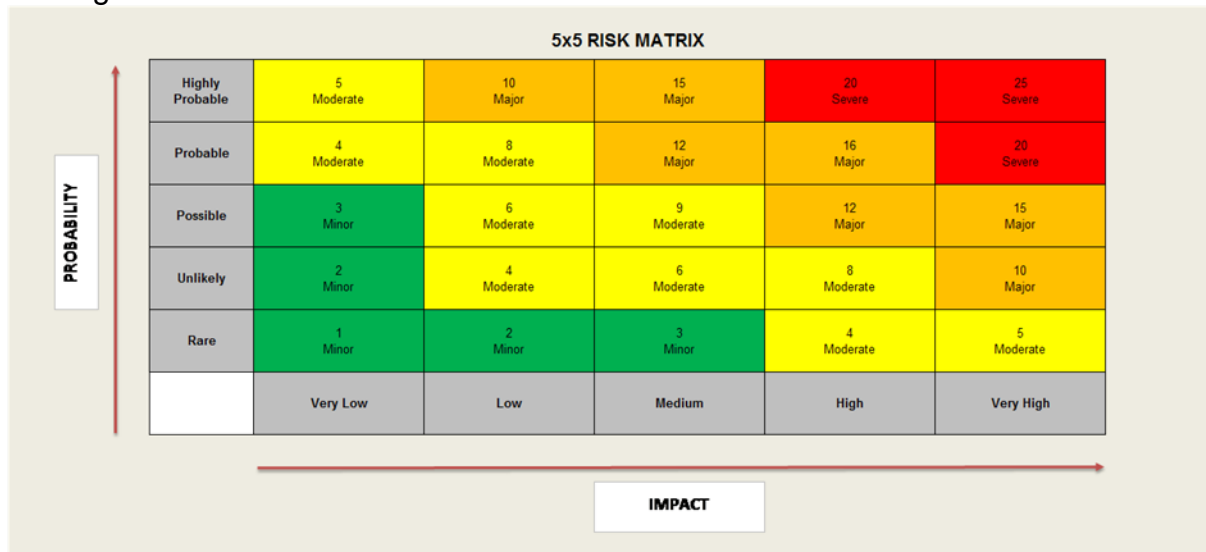 5x5 RISK MATRIX
Highly
Probable
5
Moderate
10
Major
15
Major
20
Severe
25
Severe
Probable
4
Moderate
8
Moderate
12
Major
16
Major
20
Severe
PROBABILITY
Possible
3
Minor
6
Moderate
9
Moderate
12
Major
15
Major
Unlikely
2
Minor
4
Moderate
6
Moderate
8
Moderate
10
Major
Rare
1
Minor
2
Minor
3
Minor
4
Moderate
5
Moderate
Very Low
Low
Medium
High
Very High
IMPACT